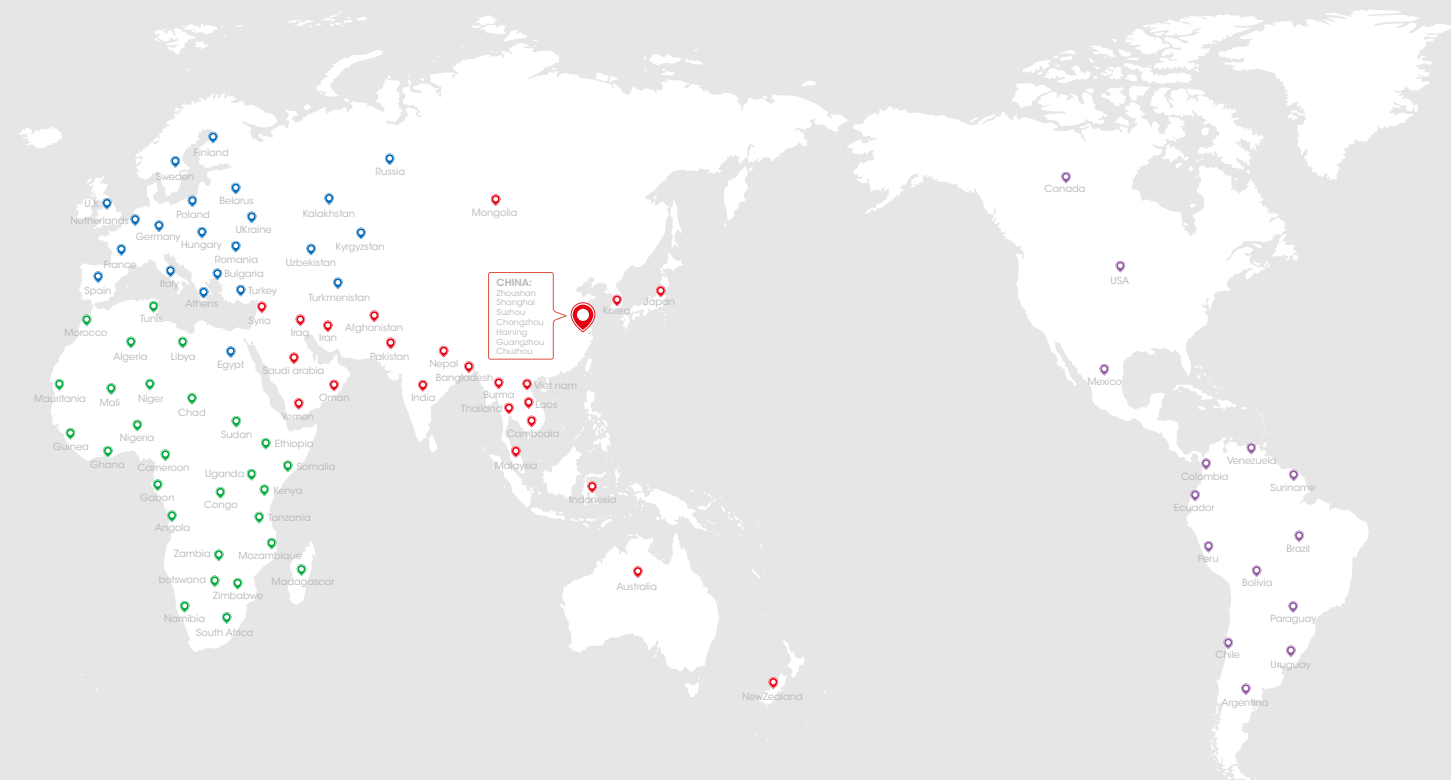 Finland
Sweden
U.K
Netherlands
Germany
Poland
Belarus
UKraine
Hungary
Romania
Bulgaria
France
Spain
Italy
Athens
Turkey
Russia
Kalakhstan
Kyrgyzstan
Uzbekistan
Turkmenistan
Mongolia
CHINA:
Zhoushan
Shanghai
Suzhou
Changzhou
Haining
Guangzhou
Chuzhou
Korea
Japan
Syria
Iraq
Iran
Afghanistan
Pakistan
Saudi arabia
Oman
Yemen
Nepal
Bangladesh
India
Burma
Viet nam
Thailand
Laos
Cambodia
Malaysia
Indonesia
Australia
NewZealand
Morocco
Tunis
Algeria
Libya
Egypt
Mauritania
Mali
Niger
Chad
Sudan
Guinea
Nigeria
Ethiopia
Ghana
Cameroon
Uganda
Somalia
Gabon
Congo
Kenya
Angola
Tanzania
Zambia
Mozambique
botswana
Zimbabwe
Madagascar
Namibia
South Africa
Canada
USA
Mexico
Venezuela
Colombia
Suriname
Ecuador
Peru
Brazil
Bolivia
Paraguay
Chile
Uruguay
Argentina